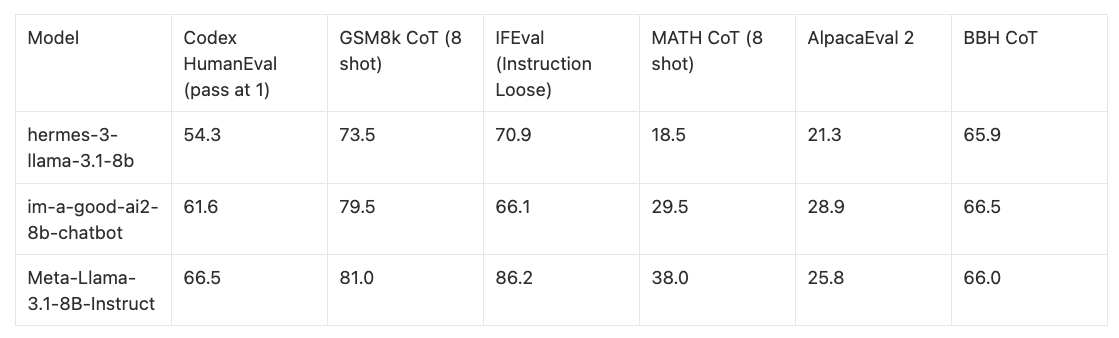 Model
Codex
HumanEval
(pass at 1)
GSM8k CoT (8
shot)
IFEval
(Instruction
Loose)
MATH CoT (8
shot)
AlpacaEval 2
BBH CoT
hermes-3-
llama-3.1-8b
54.3
73.5
70.9
18.5
21.3
65.9
im-a-good-ai2-
8b-chatbot
61.6
79.5
66.1
29.5
28.9
66.5
Meta-Llama-
3.1-8B-Instruct
66.5
81.0
86.2
38.0
25.8
66.0